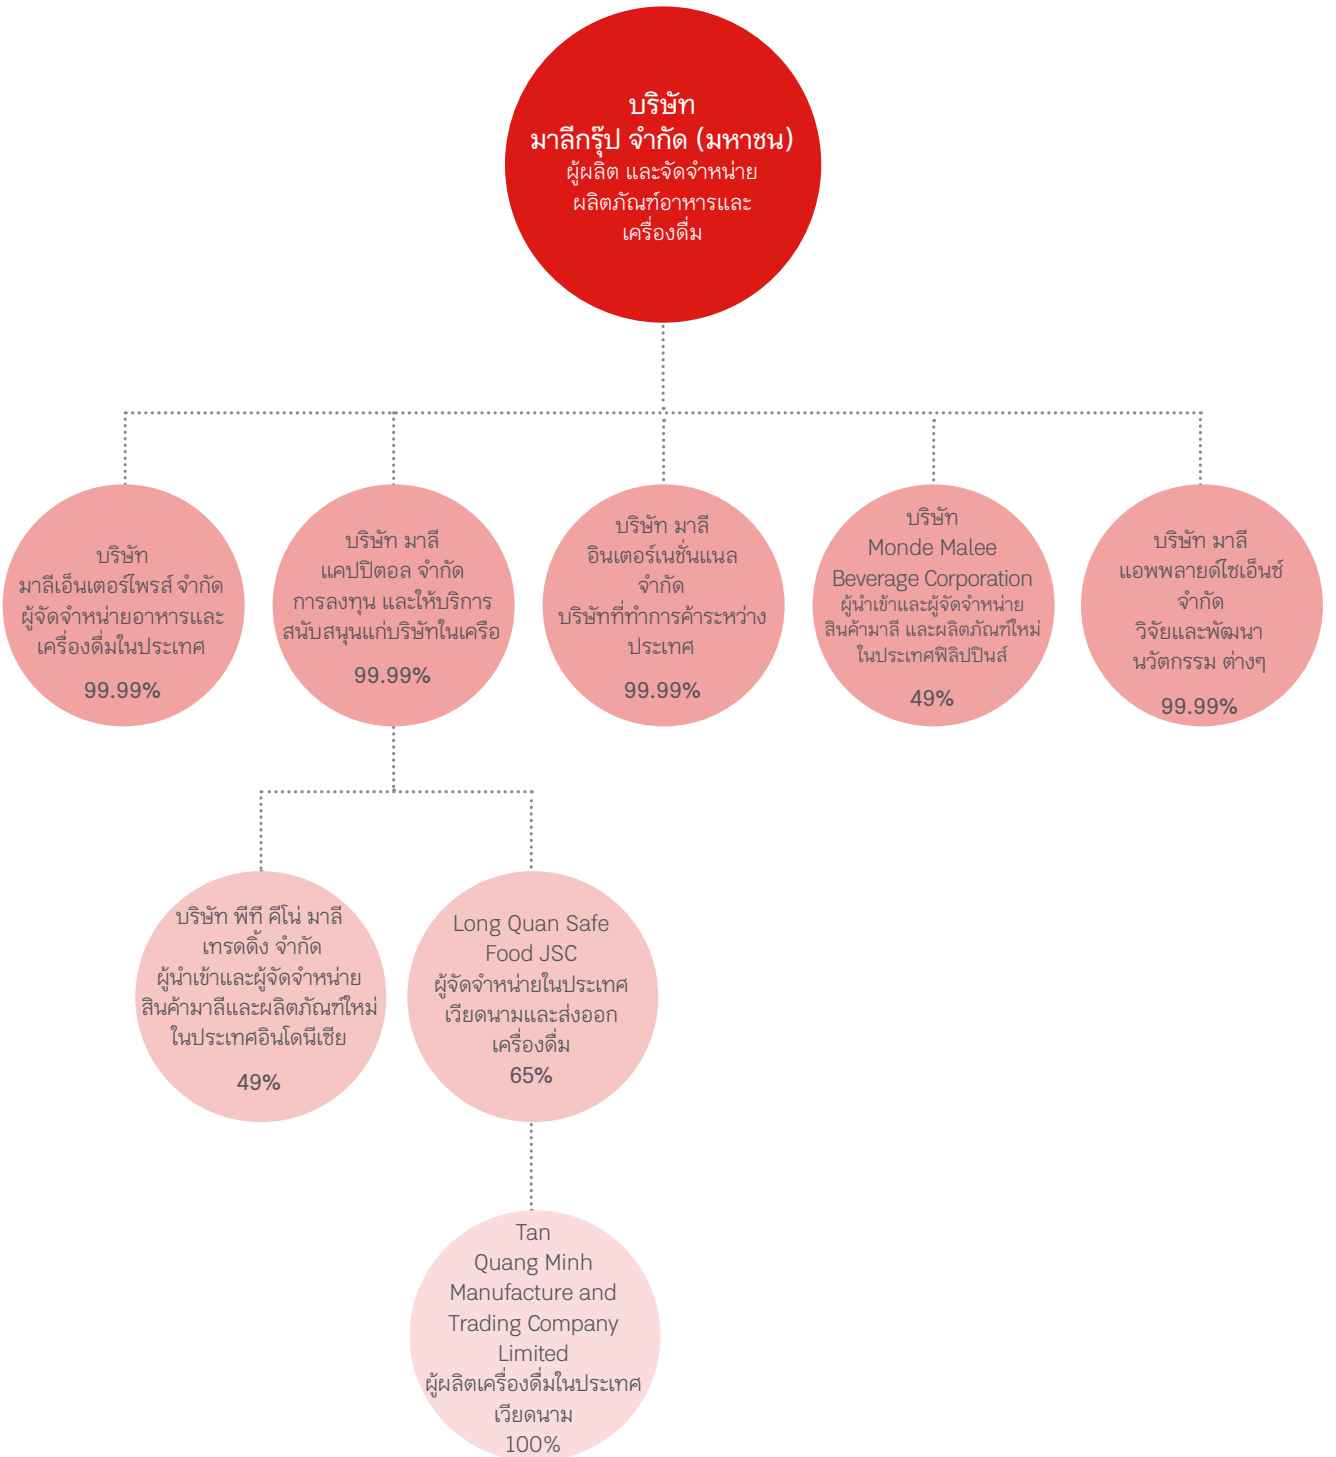 บริษัท
มาลีกรุ๊ป จำกัด (มหาชน)
ผู้ผลิต และจัดจำหน่าย
ผลิตภัณฑ์อาหารและ
เครื่องดื่ม
บริษัท
มาลีเอ็นเตอร์ไพรส์ จำกัด
ผู้จัดจำหน่ายอาหารและ
เครื่องดื่มในประเทศ
99.99%
บริษัท มาลี
แคปปิตอล จำกัด
การลงทุน และให้บริการ
สนับสนุนแก่บริษัทในเครือ
99.99%
บริษัท มาลี
อินเตอร์เนชั่นแนล
จำกัด
บริษัทที่ทำการค้าระหว่าง
ประเทศ
99.99%
บริษัท
Monde Malee
Beverage Corporation
ผู้นำเข้าและผู้จัดจำหน่าย
สินค้ามาลี และผลิตภัณฑ์ใหม่
ในประเทศฟิลิปปินส์
49%
บริษัท มาลี
แอพพลายด์ไซเอ็นซ์
จำกัด
วิจัยและพัฒนา
นวัตกรรม ต่างๆ
99.99%
บริษัท พีที คีโน่ มาลี
เทรดดิ้ง จำกัด
ผู้นำเข้าและผู้จัดจำหน่าย
สินค้ามาลีและผลิตภัณฑ์ใหม่
ในประเทศอินโดนีเซีย
49%
Long Quan Safe
Food JSC
ผู้จัดจำหน่ายในประเทศ
เวียดนามและส่งออก
เครื่องดื่ม
65%
Tan
Quang Minh
Manufacture and
Trading Company
Limited
ผู้ผลิตเครื่องดื่มในประเทศ
เวียดนาม
100%